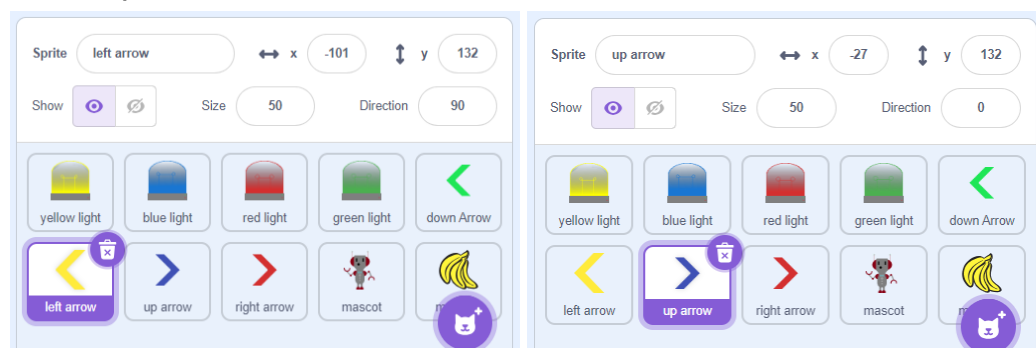 Sprite left arrow x -101 y 132
Show Size 50 Direction 90
yellow light blue light red light green light down Arrow
left arrow up arrow right arrow mascot
Sprite up arrow x -27 y 132
Show Size 50 Direction 0
yellow light blue light red light green light down Arrow
left arrow up arrow right arrow mascot